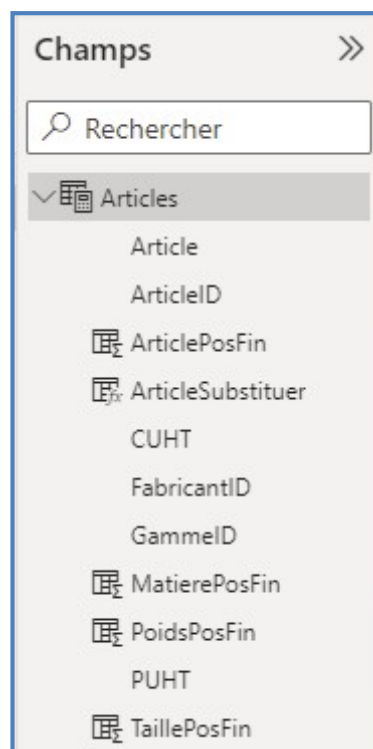 Champs
Rechercher
Articles
Article
ArticleID
ArticlePosFin
ArticleSubstituer
CUHT
FabricantID
GammeID
MatierePosFin
PoidsPosFin
PUHT
TaillePosFin